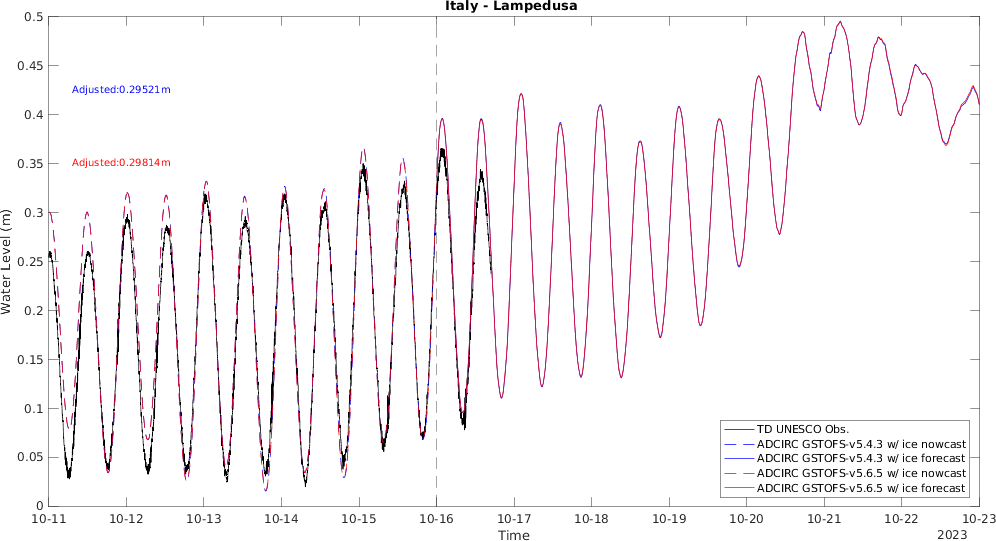 Italy - Lampedusa
0.5
0.45
0.4
0.35
0.3
0.25
0.2
0.15
0.1
0.05
0
Water Level (m)
Adjusted:0.29521m
Adjusted:0.29814m
TD UNESCO Obs.
ADCIRC GSTOFS-v5.4.3 w/ ice nowcast
ADCIRC GSTOFS-v5.4.3 w/ ice forecast
ADCIRC GSTOFS-v5.6.5 w/ ice nowcast
ADCIRC GSTOFS-v5.6.5 w/ ice forecast
10-11 10-12 10-13 10-14 10-15 10-16 10-17 10-18 10-19 10-20 10-21 10-22 10-23
Time
2023